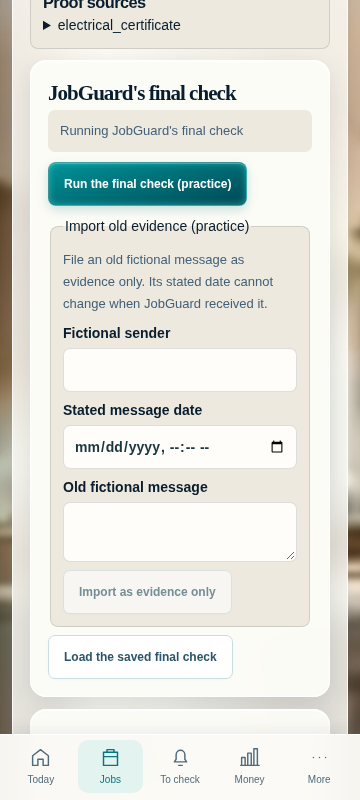 Proof sources
▶ electrical_certificate
JobGuard's final check
Running JobGuard's final check
Run the final check (practice)
Import old evidence (practice)
File an old fictional message as
evidence only. Its stated date cannot
change when JobGuard received it.
Fictional sender
Stated message date
mm/dd/yyyy, --:-- --
Old fictional message
Import as evidence only
Load the saved final check
Today
Jobs
To check
Money
More